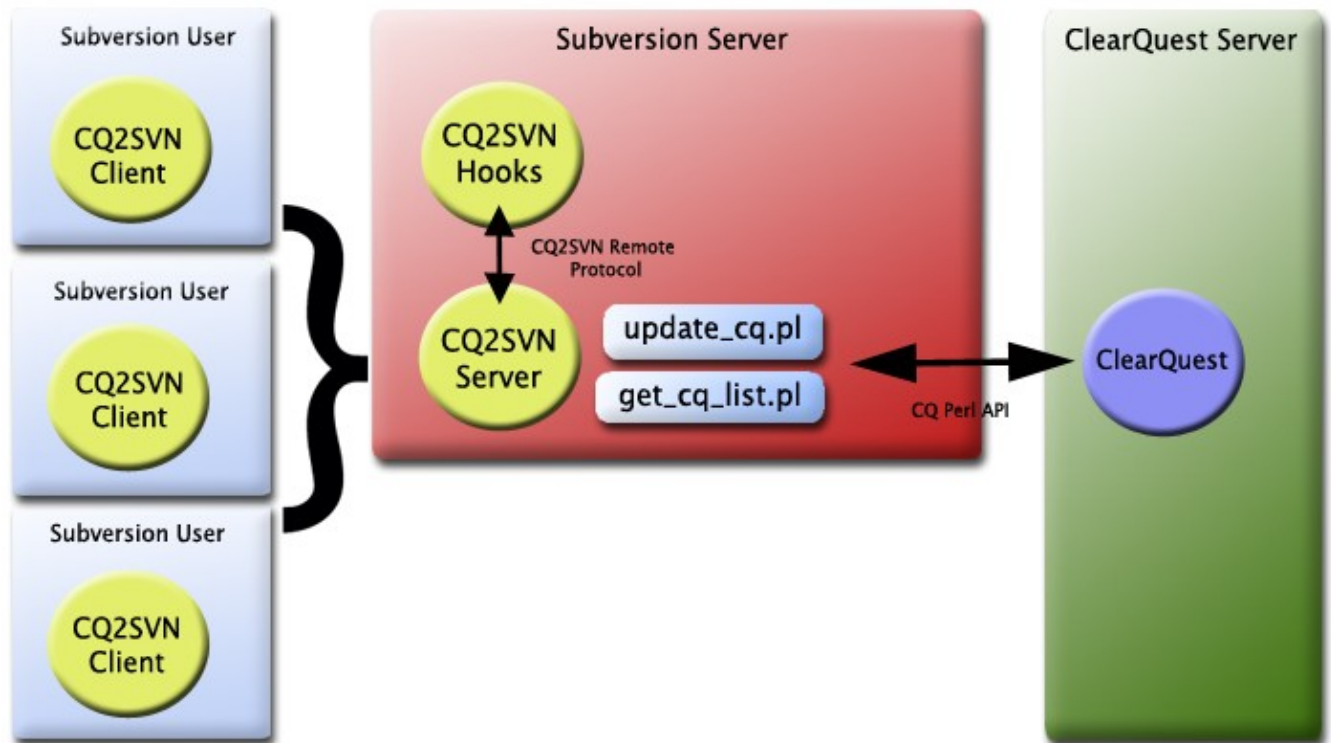 Subversion User
CQ2SVN
Client
Subversion User
CQ2SVN
Client
Subversion User
CQ2SVN
Client
Subversion Server
CQ2SVN
Hooks
CQ2SVN Remote
Protocol
CQ2SVN
Server
update_cq.pl
get_cq_list.pl
CQ Perl API
ClearQuest Server
ClearQuest